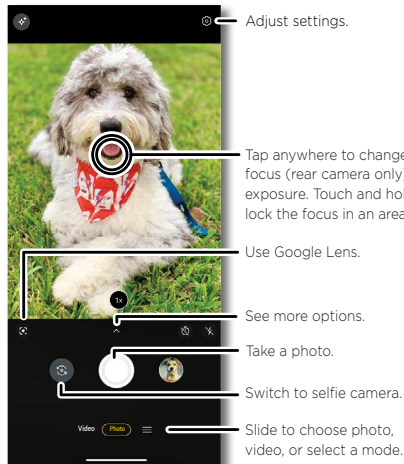 Adjust settings.
Tap anywhere to change
focus (rear camera only)
exposure. Touch and hol
lock the focus in an area
Use Google Lens.
1x
See more options.
Take a photo.
Switch to selfie camera.
Video Photo
Slide to choose photo,
video, or select a mode.